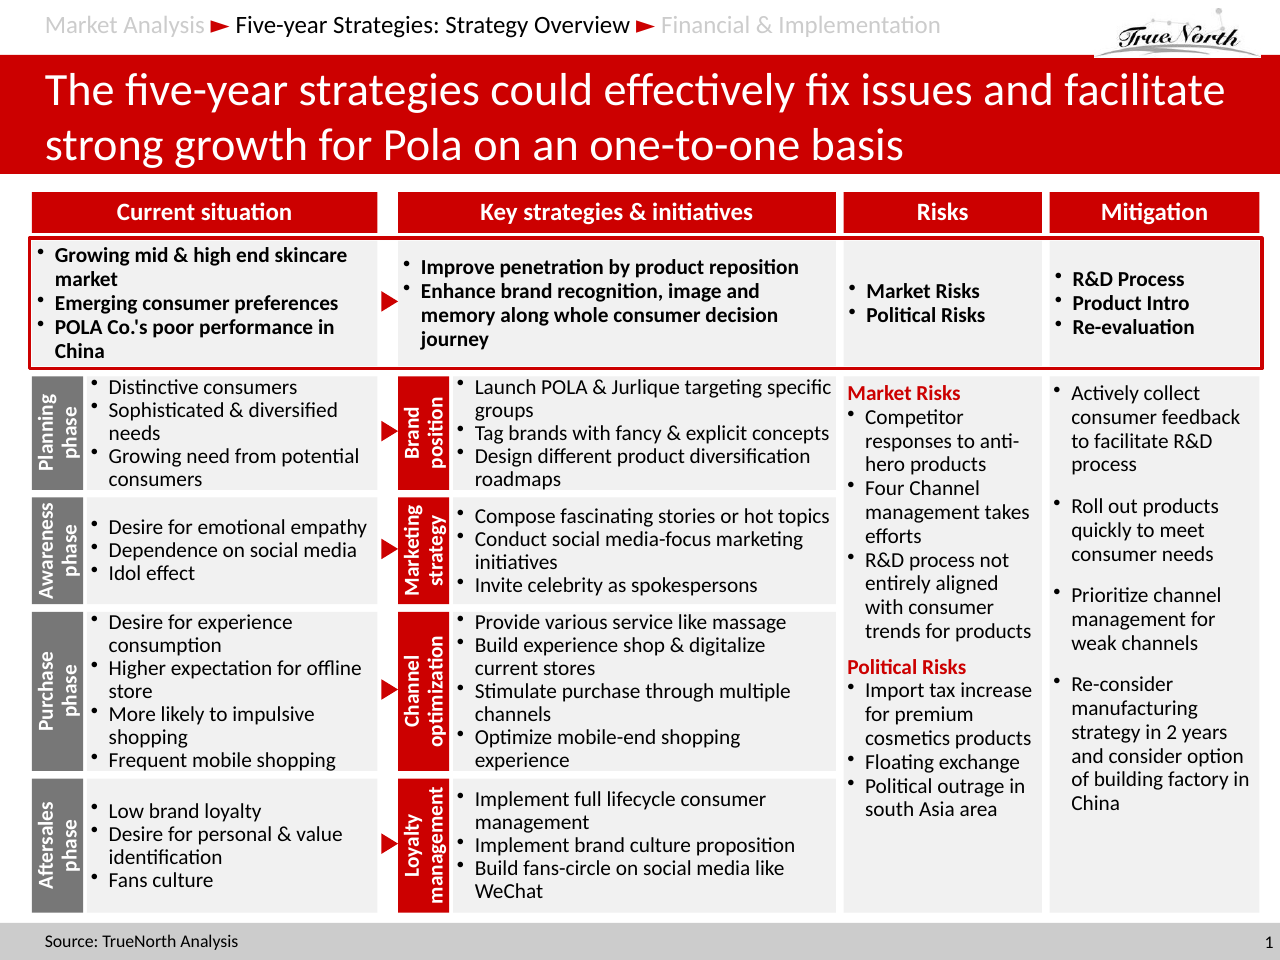 Market Analysis ► Five-year Strategies: Strategy Overview ► Financial & Implementation
TrueNorth
The five-year strategies could effectively fix issues and facilitate
strong growth for Pola on an one-to-one basis
Current situation
Key strategies & initiatives
Risks
Mitigation
• Growing mid & high end skincare
market
• Emerging consumer preferences
• POLA Co.'s poor performance in
China
• Improve penetration by product reposition
• Enhance brand recognition, image and
memory along whole consumer decision
journey
• Market Risks
• Political Risks
• R&D Process
• Product Intro
• Re-evaluation
Planning
phase
• Distinctive consumers
• Sophisticated & diversified
needs
• Growing need from potential
consumers
Brand
position
• Launch POLA & Jurlique targeting specific
groups
• Tag brands with fancy & explicit concepts
• Design different product diversification
roadmaps
Awareness
phase
• Desire for emotional empathy
• Dependence on social media
• Idol effect
Marketing
strategy
• Compose fascinating stories or hot topics
• Conduct social media-focus marketing
initiatives
• Invite celebrity as spokespersons
Purchase
phase
• Desire for experience
consumption
• Higher expectation for offline
store
• More likely to impulsive
shopping
• Frequent mobile shopping
Channel
optimization
• Provide various service like massage
• Build experience shop & digitalize
current stores
• Stimulate purchase through multiple
channels
• Optimize mobile-end shopping
experience
Aftersales
phase
• Low brand loyalty
• Desire for personal & value
identification
• Fans culture
Loyalty
management
• Implement full lifecycle consumer
management
• Implement brand culture proposition
• Build fans-circle on social media like
WeChat
Market Risks
• Competitor
responses to anti-
hero products
• Four Channel
management takes
efforts
• R&D process not
entirely aligned
with consumer
trends for products
Political Risks
• Import tax increase
for premium
cosmetics products
• Floating exchange
• Political outrage in
south Asia area
• Actively collect
consumer feedback
to facilitate R&D
process
• Roll out products
quickly to meet
consumer needs
• Prioritize channel
management for
weak channels
• Re-consider
manufacturing
strategy in 2 years
and consider option
of building factory in
China
Source: TrueNorth Analysis
1